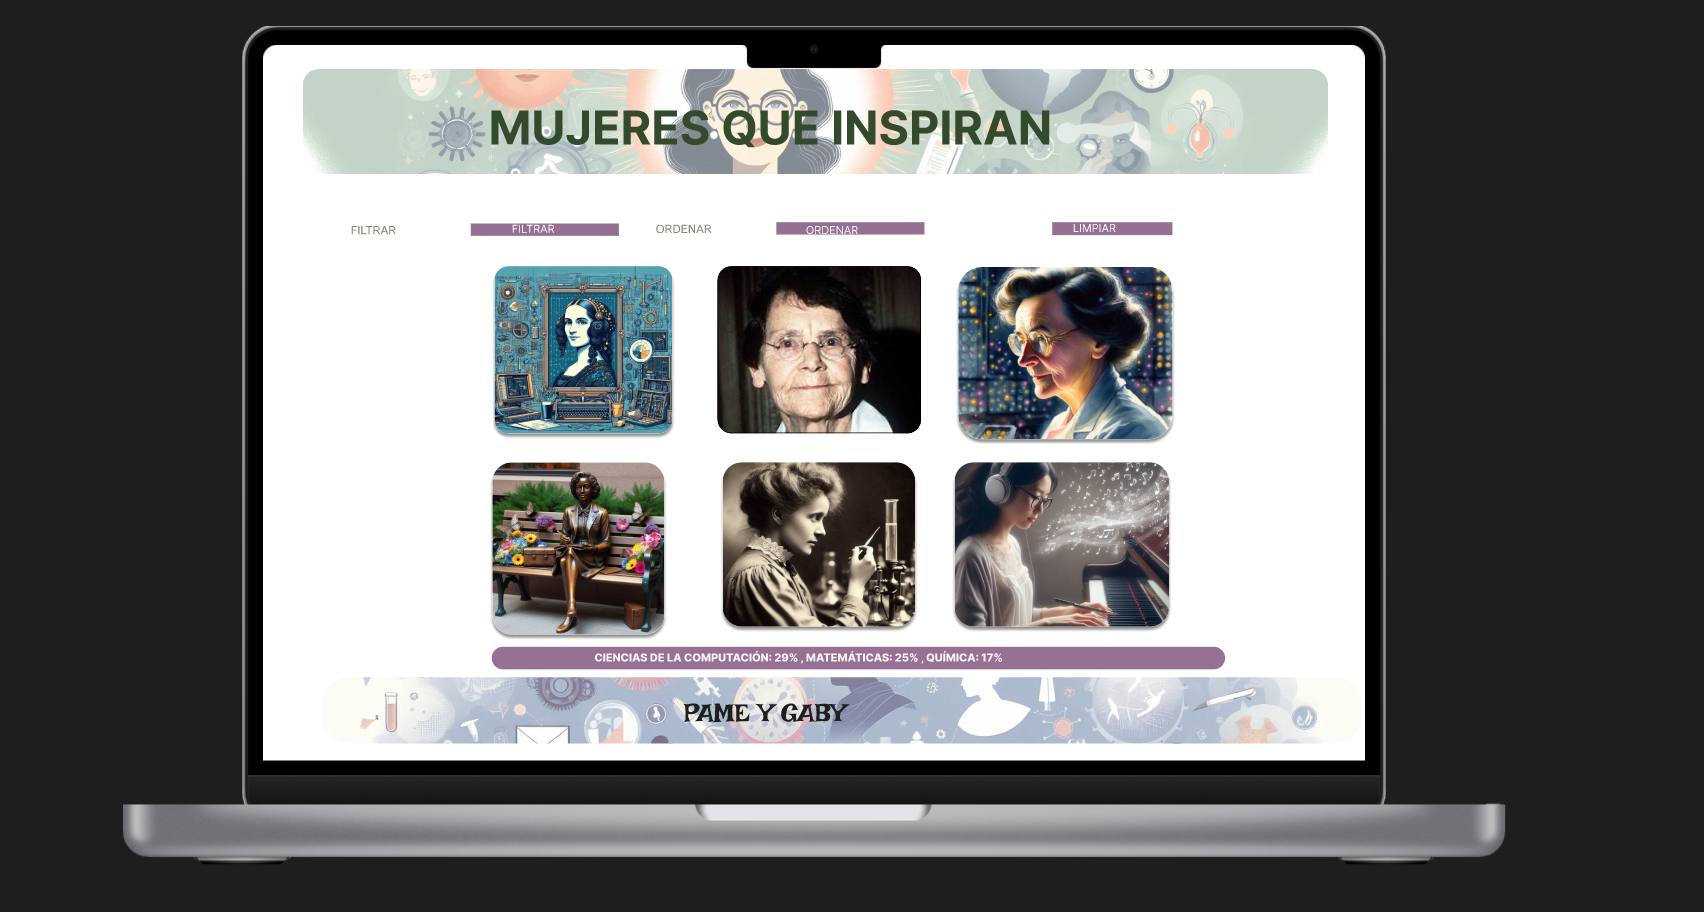 MUJERES QUE INSPIRAN
FILTRAR FILTRAR ORDENAR ORDENAR LIMPIAR
CIENCIAS DE LA COMPUTACIÓN: 29% , MATEMÁTICAS: 25% , QUÍMICA: 17%
PAME Y GABY